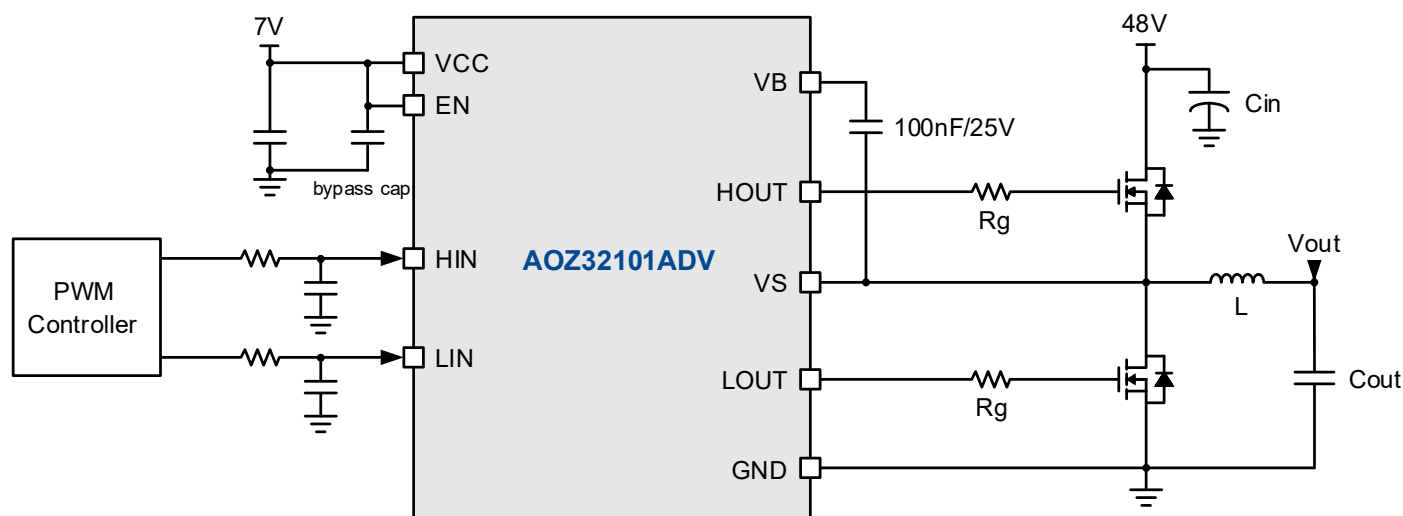 7V
48V
VCC
EN
VB
Cin
100nF/25V
bypass cap
HOUT
Rg
HIN
AOZ32101ADV
VS
Vout
L
PWM
Controller
LIN
LOUT
Rg
Cout
GND